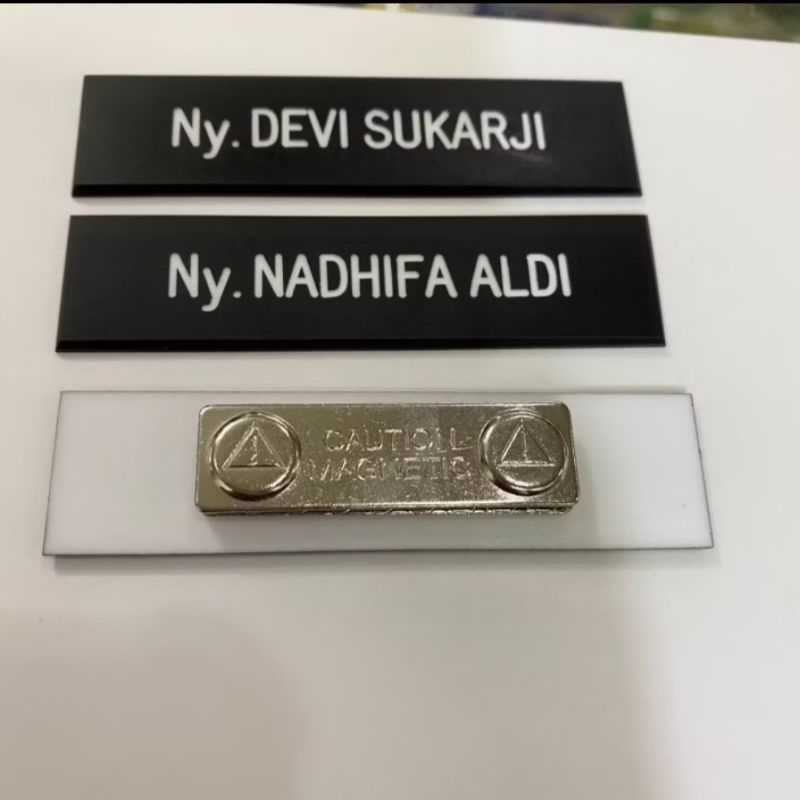 Ny. DEVI SUKARJI
Ny. NADHIFA ALDI
CAUTION
MAGNETIC